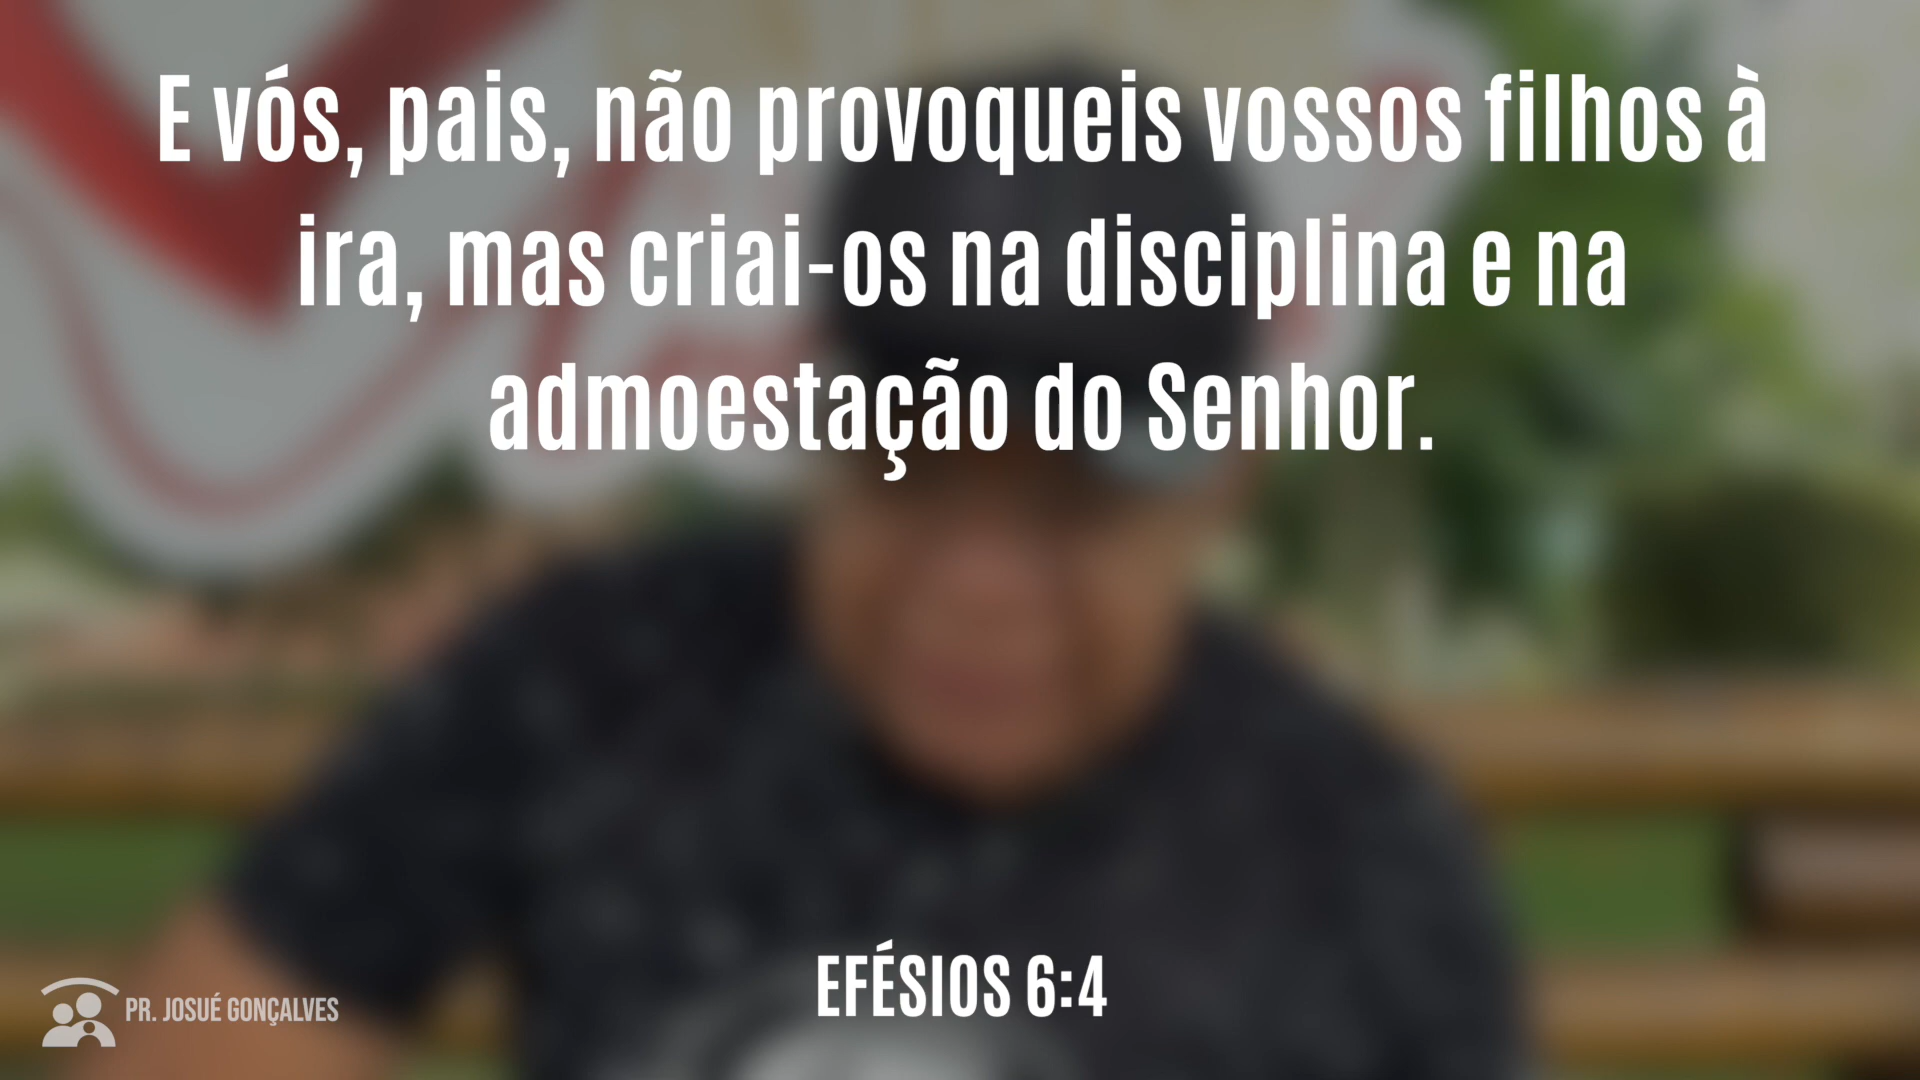 E vós, pais, não provoqueis vossos filhos à
ira, mas criai-os na disciplina e na
admoestação do Senhor.
EFÉSIOS 6:4
PR. JOSUÉ GONÇALVES